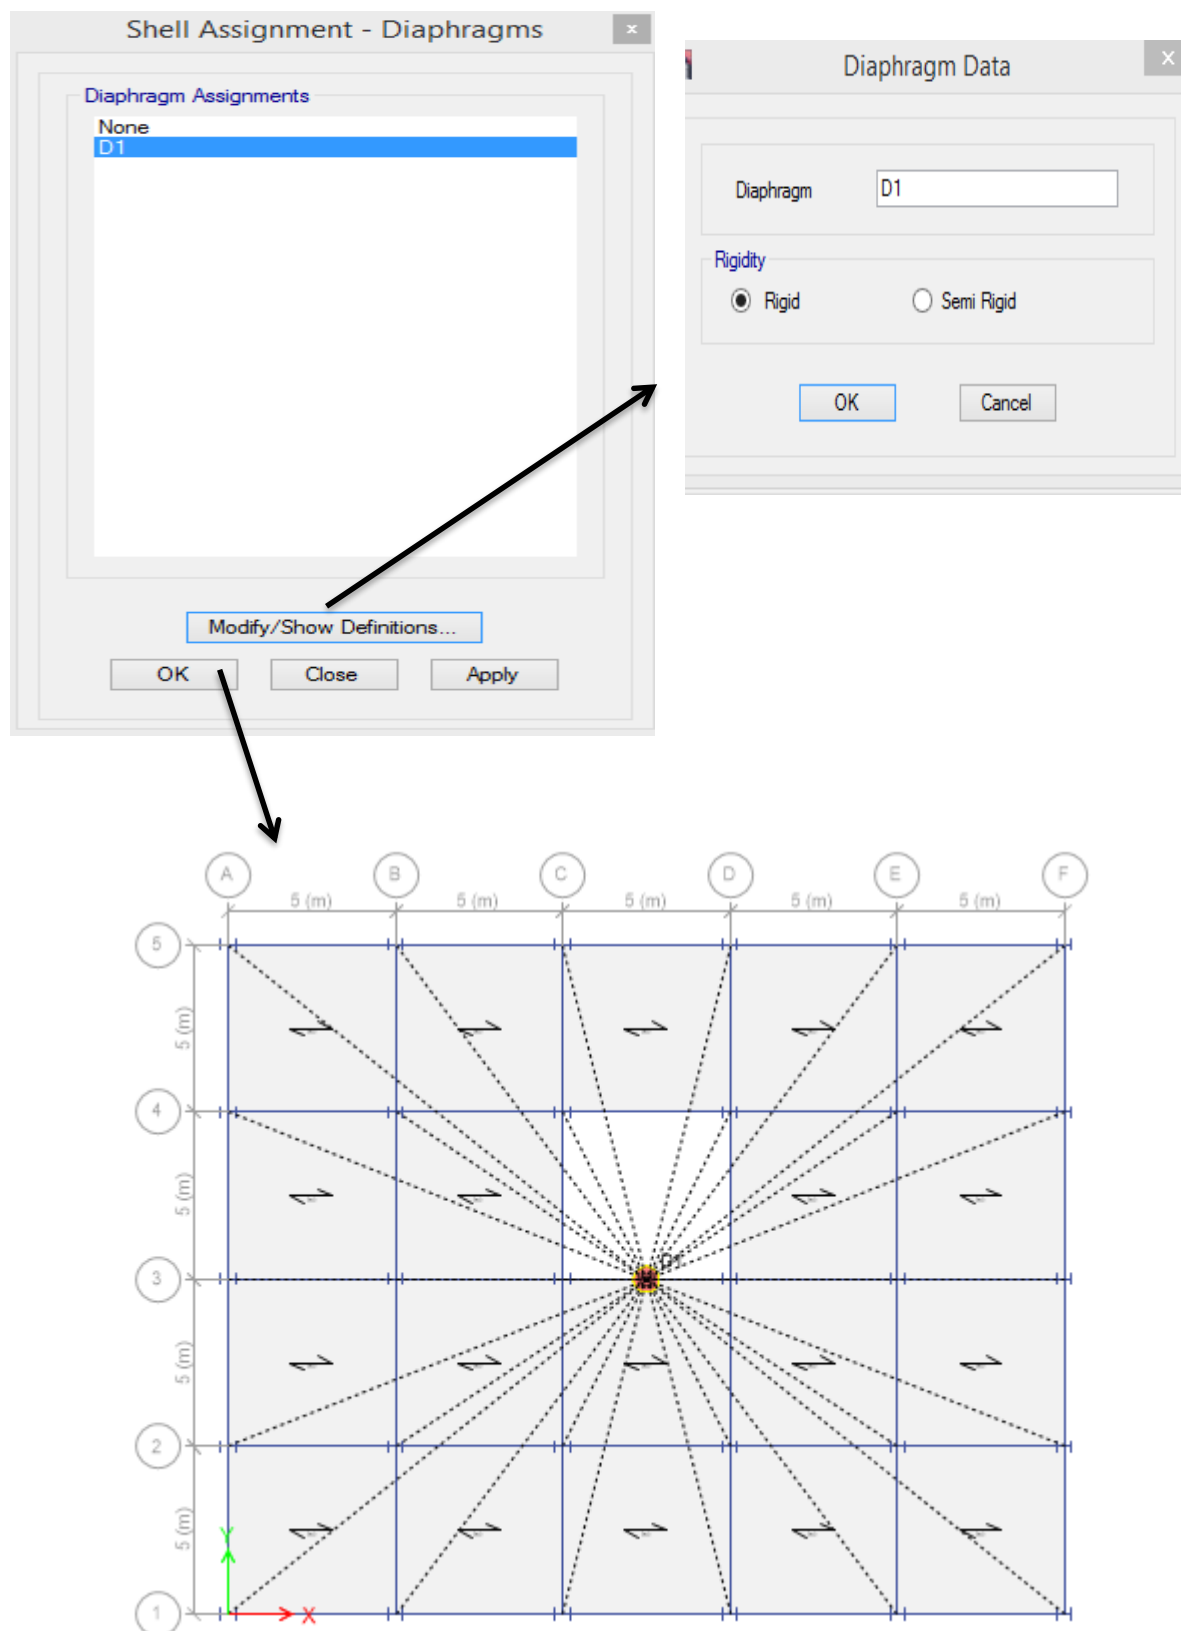 Shell Assignment - Diaphragms
x
Diaphragm Assignments
None
D1
Modify/Show Definitions...
OK
Close
Apply
Diaphragm Data
x
Diaphragm
D1
Rigidity
Rigid
Semi Rigid
OK
Cancel
A
B
C
D
E
F
5 (m)
5 (m)
5 (m)
5 (m)
5 (m)
5
5 (m)
4
5 (m)
D1
3
5 (m)
2
5 (m)
Y
1
X